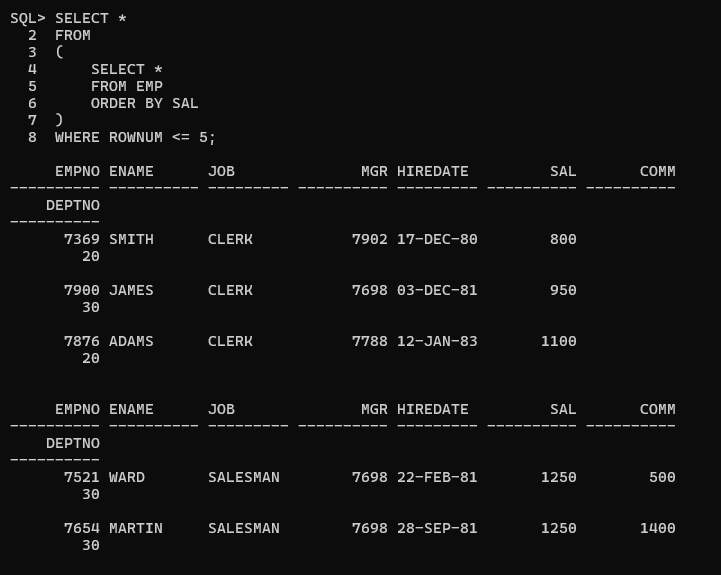 SQL> SELECT *
  2  FROM
  3  (
  4      SELECT *
  5      FROM EMP
  6      ORDER BY SAL
  7  )
  8  WHERE ROWNUM <= 5;

     EMPNO ENAME      JOB              MGR HIREDATE         SAL       COMM
---------- ---------- --------- ---------- --------- ---------- ----------
    DEPTNO
----------
      7369 SMITH      CLERK           7902 17-DEC-80        800
        20

      7900 JAMES      CLERK           7698 03-DEC-81        950
        30

      7876 ADAMS      CLERK           7788 12-JAN-83       1100
        20


     EMPNO ENAME      JOB              MGR HIREDATE         SAL       COMM
---------- ---------- --------- ---------- --------- ---------- ----------
    DEPTNO
----------
      7521 WARD       SALESMAN        7698 22-FEB-81       1250        500
        30

      7654 MARTIN     SALESMAN        7698 28-SEP-81       1250       1400
        30